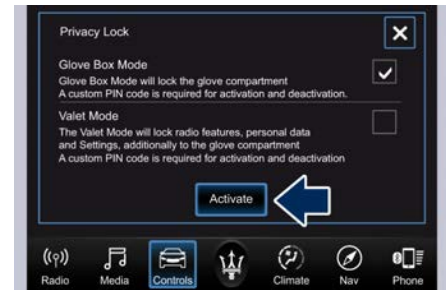 Privacy Lock
Glove Box Mode
Glove Box Mode will lock the glove compartment
A custom PIN code is required for activation and deactivation.
Valet Mode
The Valet Mode will lock radio features, personal data
and Settings, additionally to the glove compartment
A custom PIN code is required for activation and deactivation
Activate
Radio Media Controls Climate Nav Phone